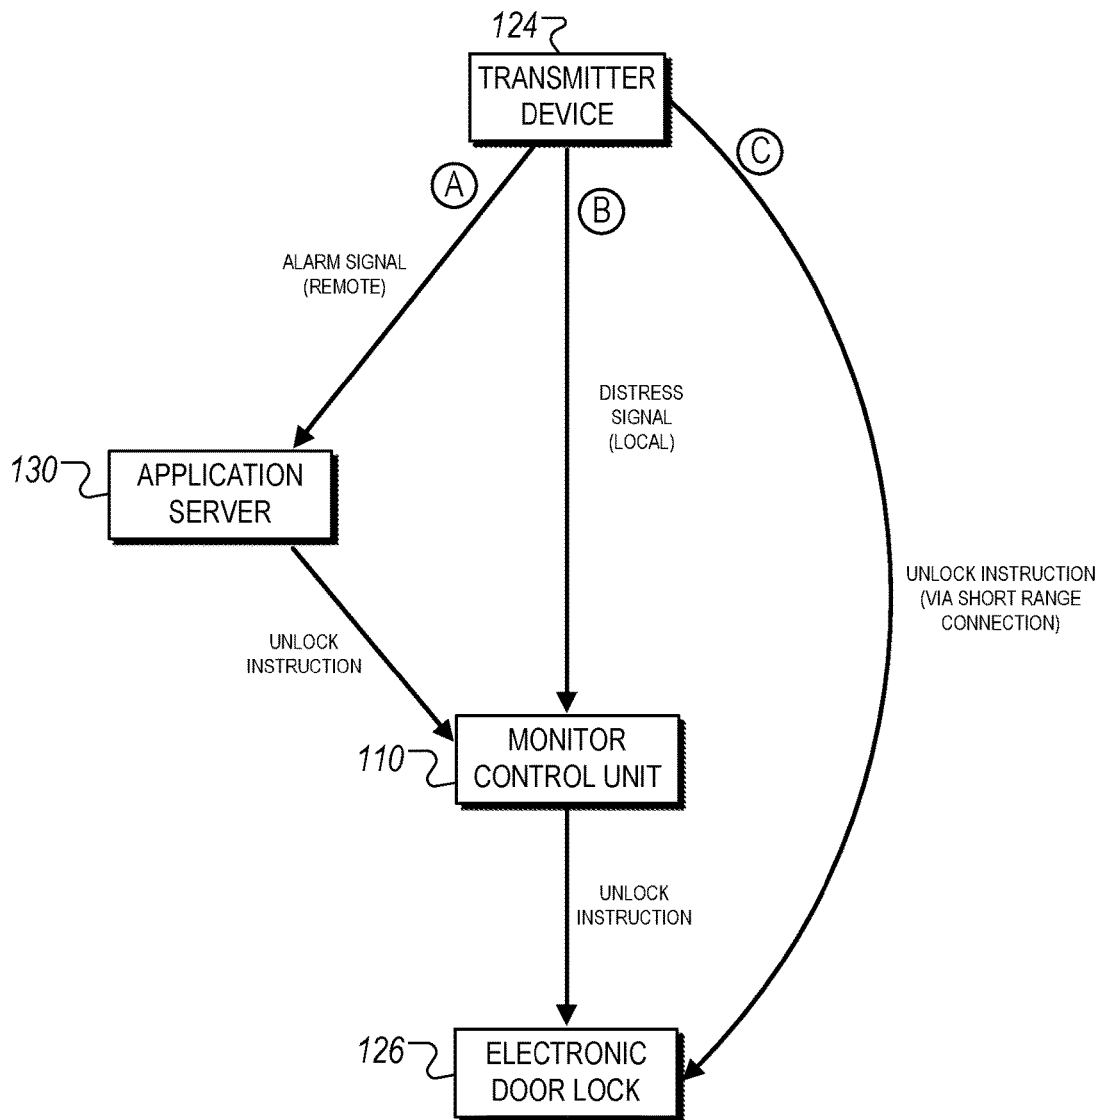 124
TRANSMITTER
DEVICE
A
B
C
ALARM SIGNAL
(REMOTE)
DISTRESS
SIGNAL
(LOCAL)
130
APPLICATION
SERVER
UNLOCK INSTRUCTION
(VIA SHORT RANGE
CONNECTION)
UNLOCK
INSTRUCTION
110
MONITOR
CONTROL UNIT
UNLOCK
INSTRUCTION
126
ELECTRONIC
DOOR LOCK